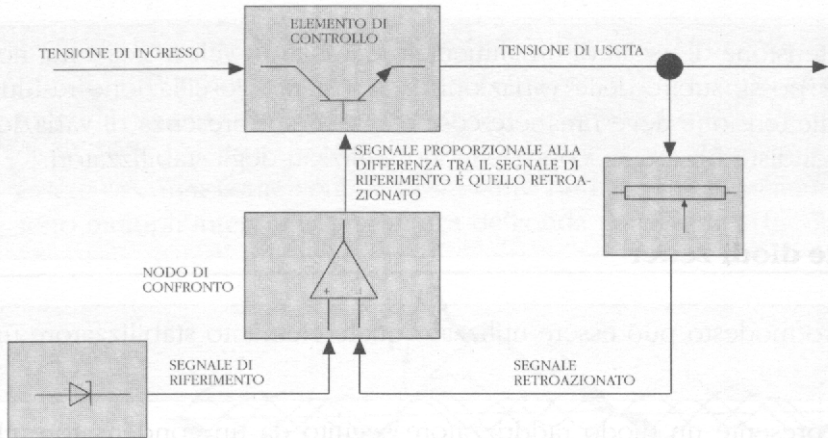 ELEMENTO DI
CONTROLLO
TENSIONE DI INGRESSO
TENSIONE DI USCITA
SEGNALE PROPORZIONALE ALLA
DIFFERENZA TRA IL SEGNALE DI
RIFERIMENTO E QUELLO RETROA-
ZIONATO
NODO DI
CONFRONTO
+ -
SEGNALE DI
RIFERIMENTO
SEGNALE
RETROAZIONATO